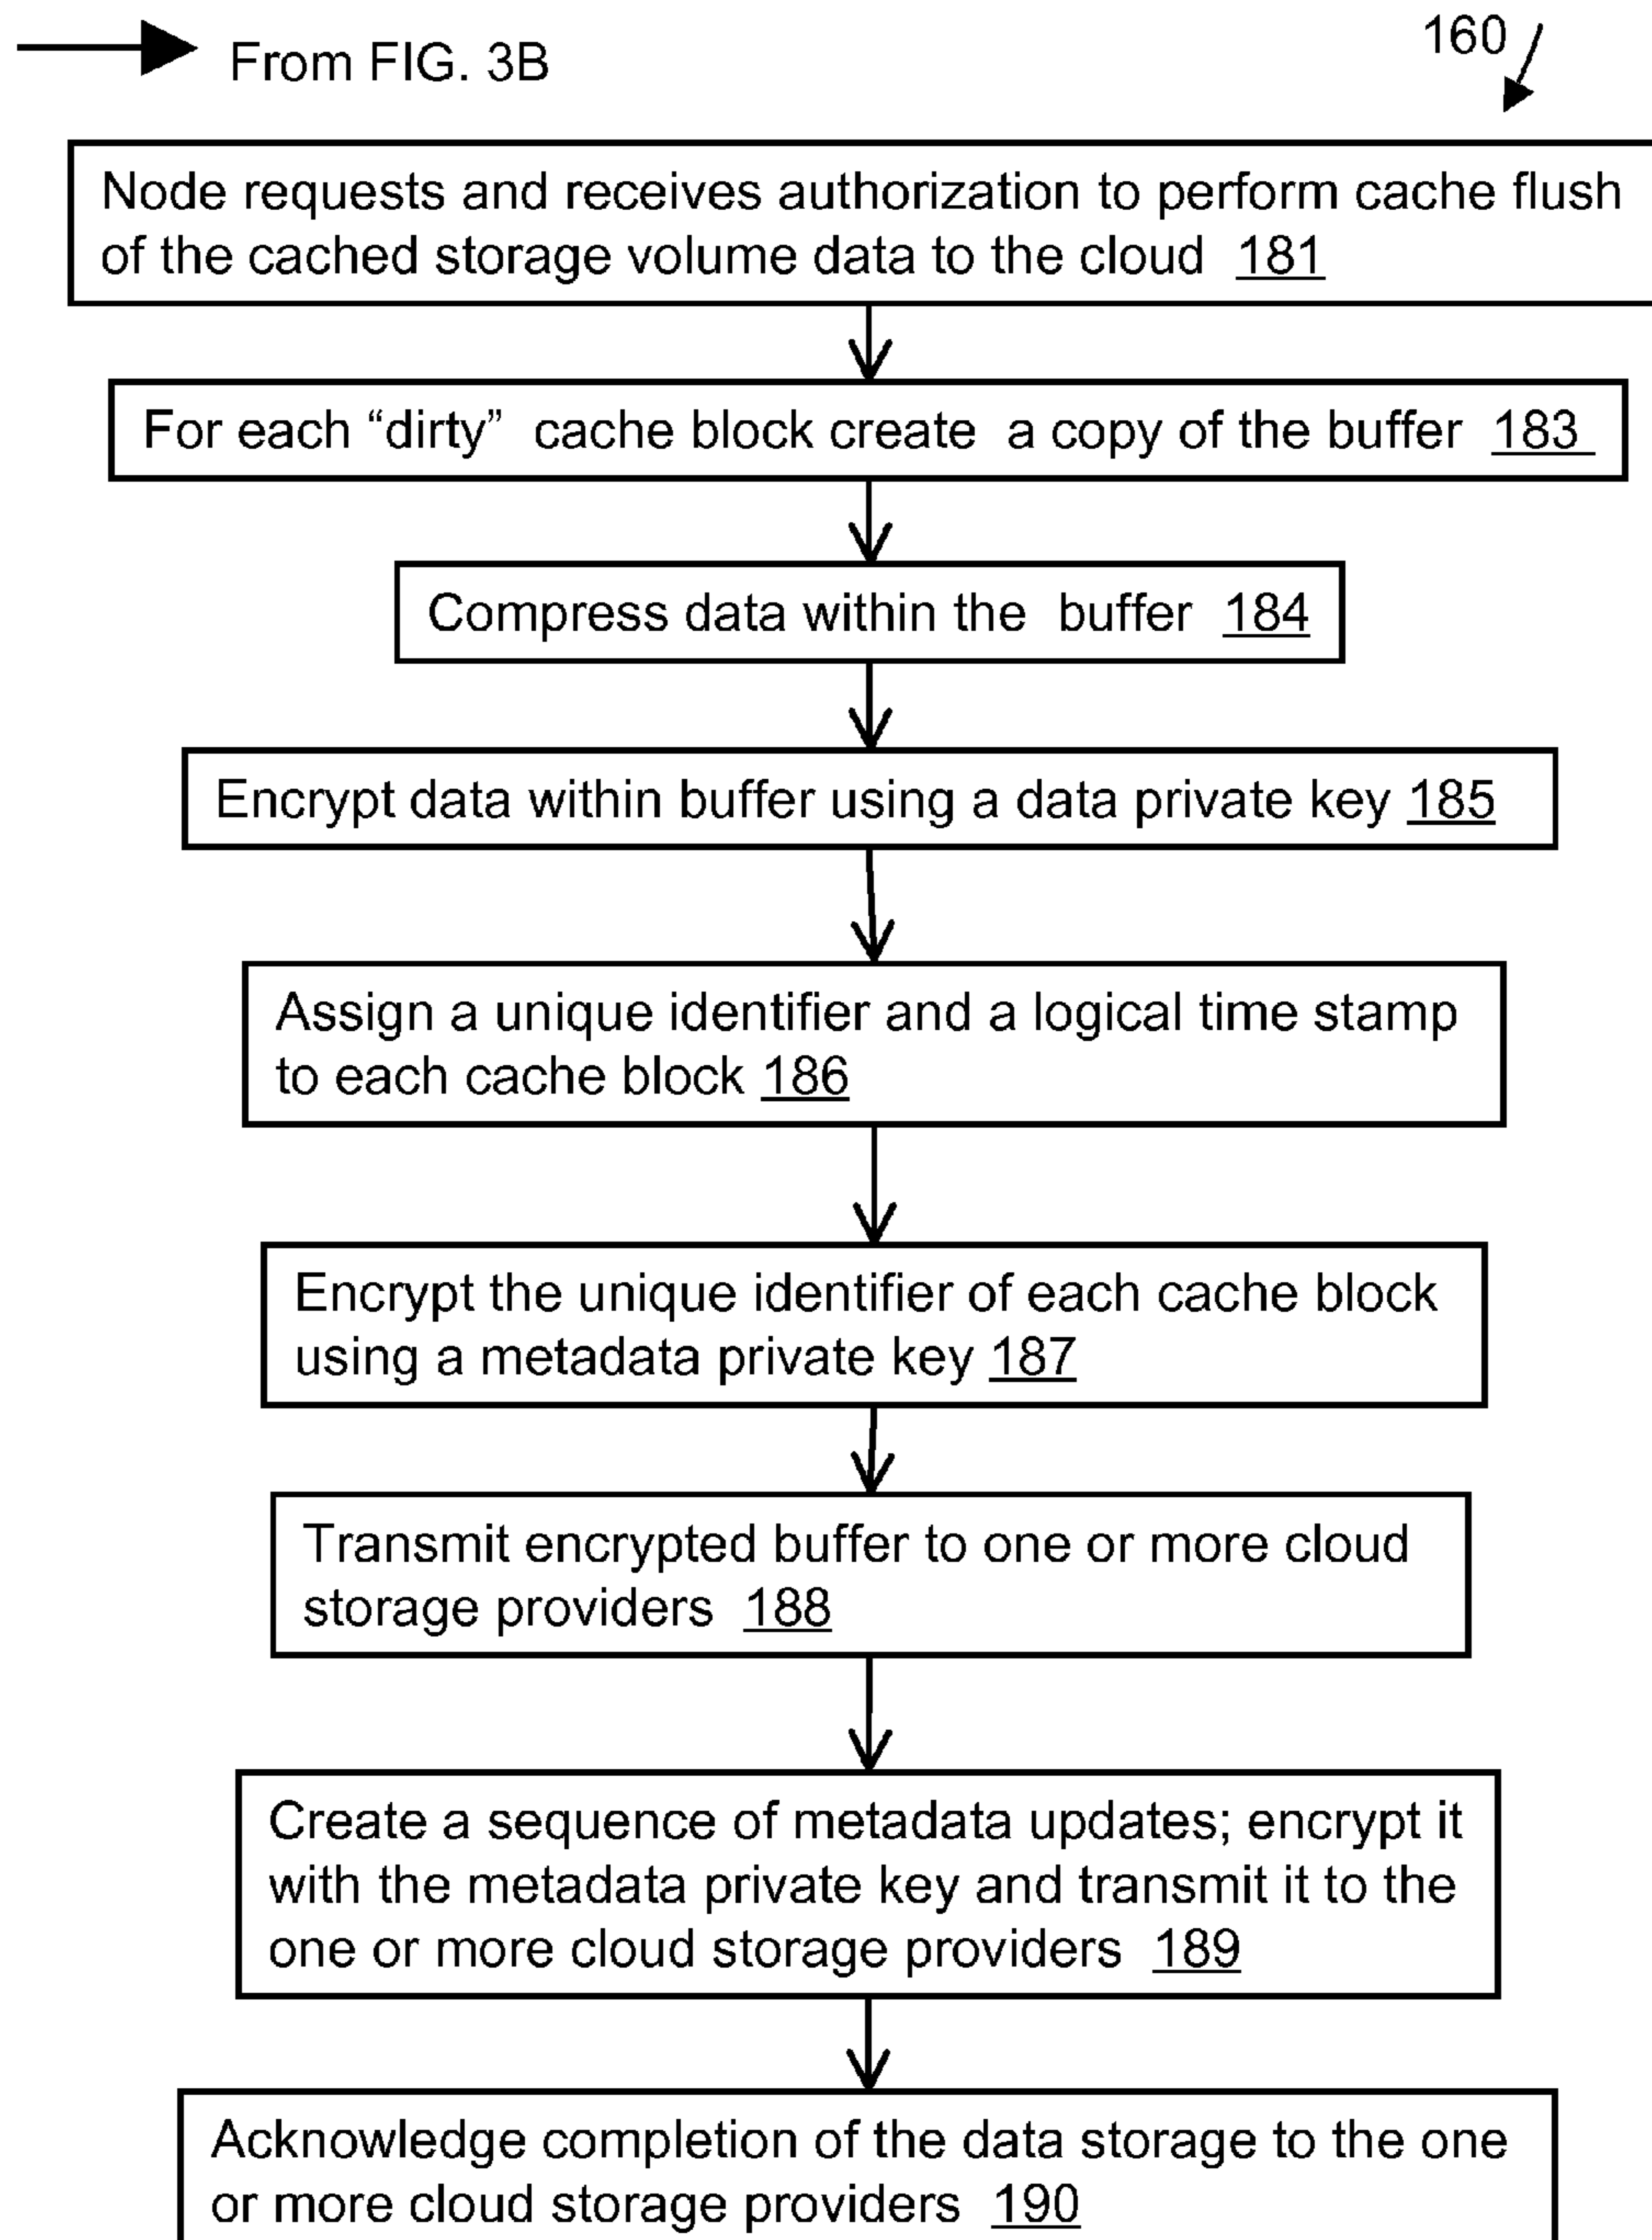 From FIG. 3B
160
Node requests and receives authorization to perform cache flush
of the cached storage volume data to the cloud 181
For each “dirty” cache block create a copy of the buffer 183
Compress data within the buffer 184
Encrypt data within buffer using a data private key 185
Assign a unique identifier and a logical time stamp
to each cache block 186
Encrypt the unique identifier of each cache block
using a metadata private key 187
Transmit encrypted buffer to one or more cloud
storage providers 188
Create a sequence of metadata updates; encrypt it
with the metadata private key and transmit it to the
one or more cloud storage providers 189
Acknowledge completion of the data storage to the one
or more cloud storage providers 190